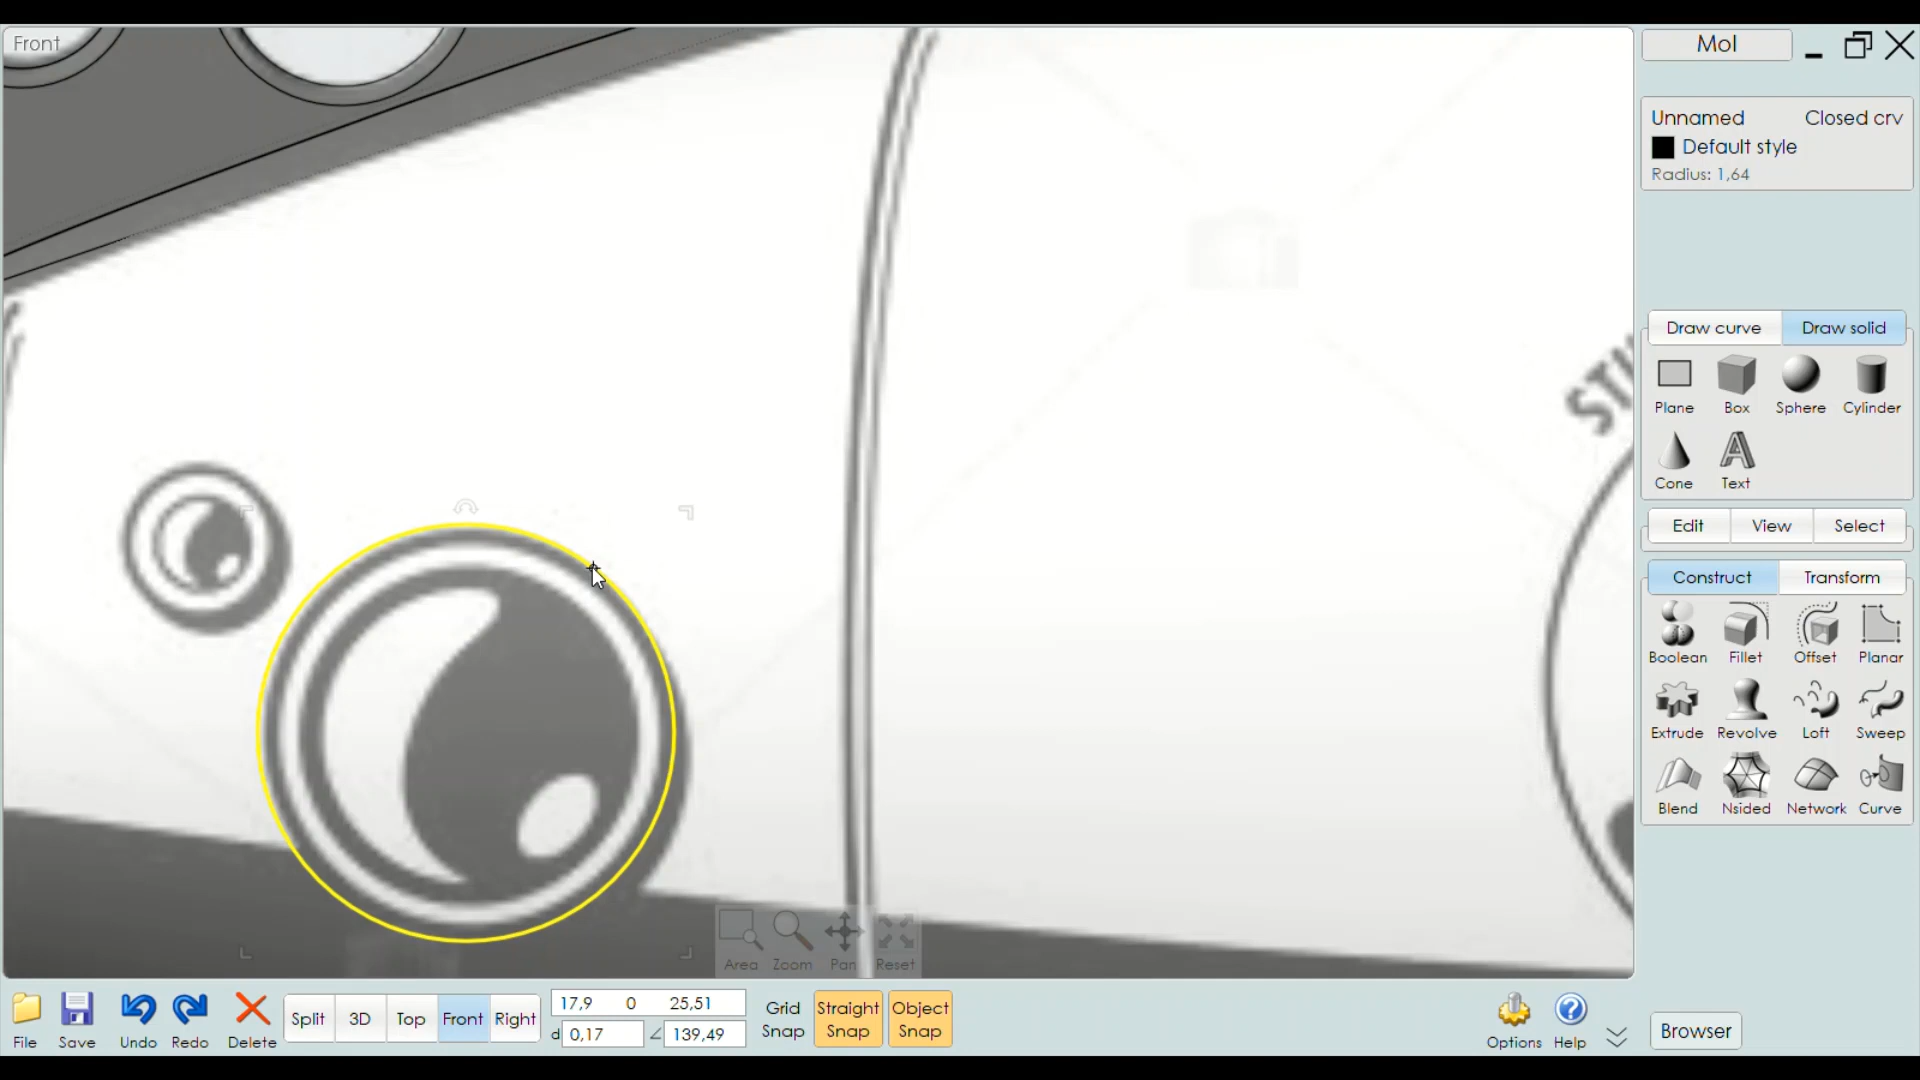 Front
MoI
Unnamed Closed crv
Default style
Radius: 1,64
Draw curve Draw solid
Plane Box Sphere Cylinder
Cone Text
Edit View Select
Construct Transform
Boolean Fillet Offset Planar
Extrude Revolve Loft Sweep
Blend Nsided Network Curve
STI
Area Zoom Pan Reset
File Save Undo Redo Delete
Split 3D Top Front Right
17,9 0 25,51
d 0,17 ∠ 139,49
Grid Snap
Straight Snap
Object Snap
Options Help
Browser